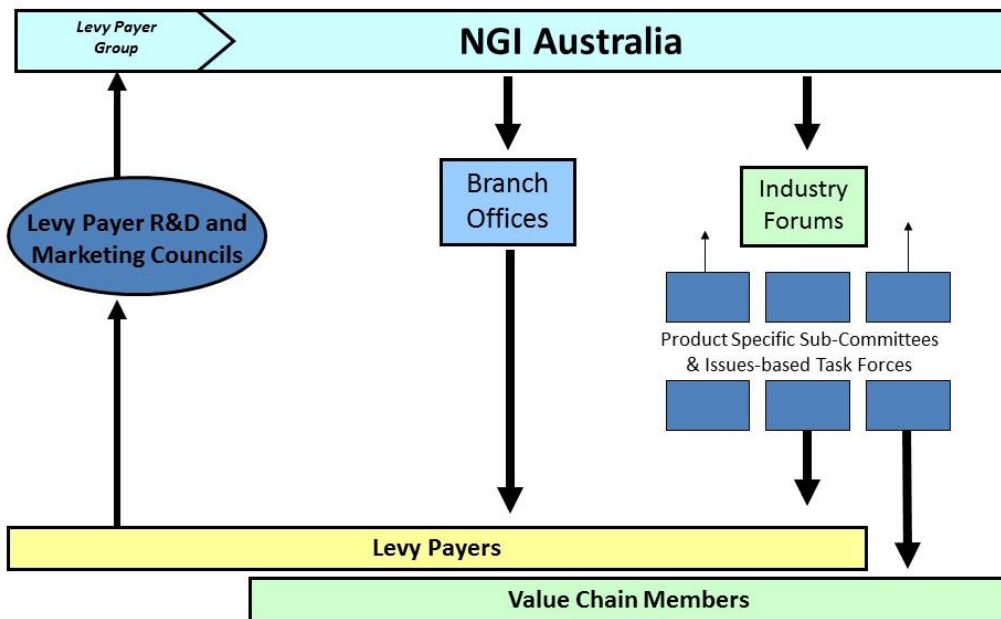 Levy Payer
Group
NGI Australia
Levy Payer R&D and
Marketing Councils
Branch
Offices
Industry
Forums
Product Specific Sub-Committees
& Issues-based Task Forces
Levy Payers
Value Chain Members